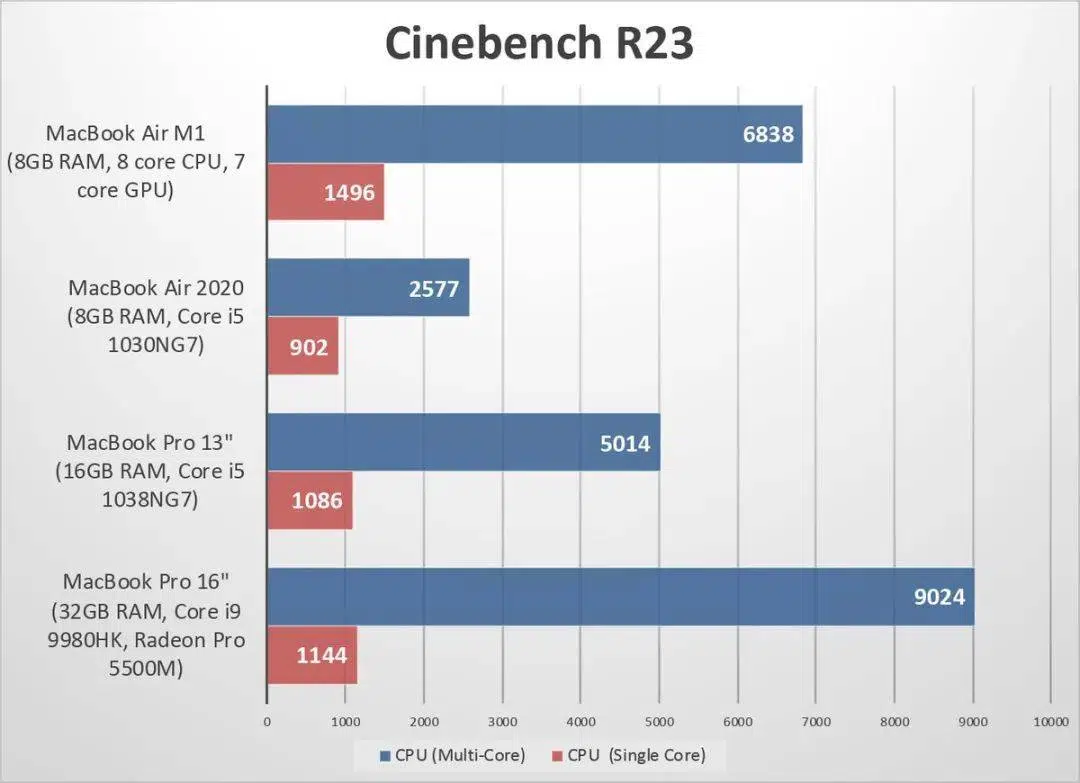 Cinebench R23
MacBook Air M1
(8GB RAM, 8 core CPU, 7
core GPU)
6838
1496
MacBook Air 2020
(8GB RAM, Core i5
1030NG7)
2577
902
MacBook Pro 13"
(16GB RAM, Core i5
1038NG7)
5014
1086
MacBook Pro 16"
(32GB RAM, Core i9
9980HK, Radeon Pro
5500M)
9024
1144
0 1000 2000 3000 4000 5000 6000 7000 8000 9000 10000
CPU (Multi-Core) CPU (Single Core)